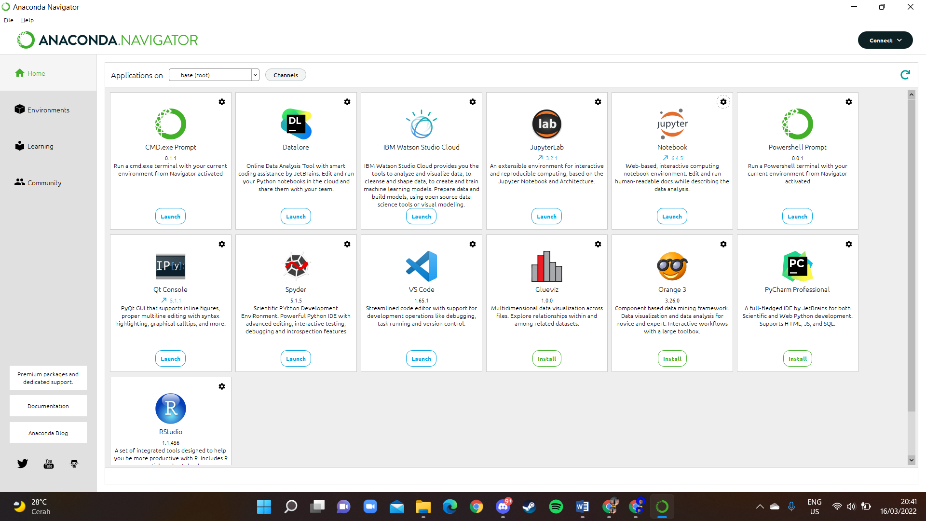 Anaconda Navigator
File Help
ANACONDA.NAVIGATOR
Connect
Home
Environments
Learning
Community
Applications on base (root) Channels
CMD.exe Prompt
0.1.1
Run a cmd.exe terminal with your current
environment from Navigator activated
Launch
DL
Datalore
Online Data Analysis Tool with smart
coding assistance by JetBrains. Edit and run
your Python notebooks in the cloud and
share them with your team.
Launch
IBM Watson Studio Cloud
IBM Watson Studio Cloud provides you the
tools to analyze and visualize data, to
cleanse and shape data, to create and train
machine learning models. Prepare data and
build models, using open source data
science tools or visual modeling.
Launch
lab
JupyterLab
3.2.1
An extensible environment for interactive
and reproducible computing, based on the
Jupyter Notebook and Architecture.
Launch
jupyter
Notebook
6.4.5
Web-based, interactive computing
notebook environment. Edit and run
human-readable docs while describing the
data analysis.
Launch
Powershell Prompt
0.0.1
Run a Powershell terminal with your
current environment from Navigator
activated
Launch
IP[y]:
Qt Console
5.1.1
PyQt GUI that supports inline figures,
proper multiline editing with syntax
highlighting, graphical calltips, and more.
Launch
Spyder
5.1.5
Scientific PYthon Development
EnviRonment. Powerful Python IDE with
advanced editing, interactive testing,
debugging and introspection features
Launch
VS Code
1.65.1
Streamlined code editor with support for
development operations like debugging,
task running and version control.
Launch
Glueviz
1.0.0
Multidimensional data visualization across
files. Explore relationships within and
among related datasets.
Install
Orange 3
3.26.0
Component based data mining framework.
Data visualization and data analysis for
novice and expert. Interactive workflows
with a large toolbox.
Install
PC
PyCharm Professional
A full-fledged IDE by JetBrains for both
Scientific and Web Python development.
Supports HTML, JS, and SQL.
Install
R
RStudio
1.1.456
A set of integrated tools designed to help
you be more productive with R. Includes R
Premium packages and
dedicated support.
Documentation
Anaconda Blog
You
Tube
28°C
Cerah
ENG
US
20:41
16/03/2022